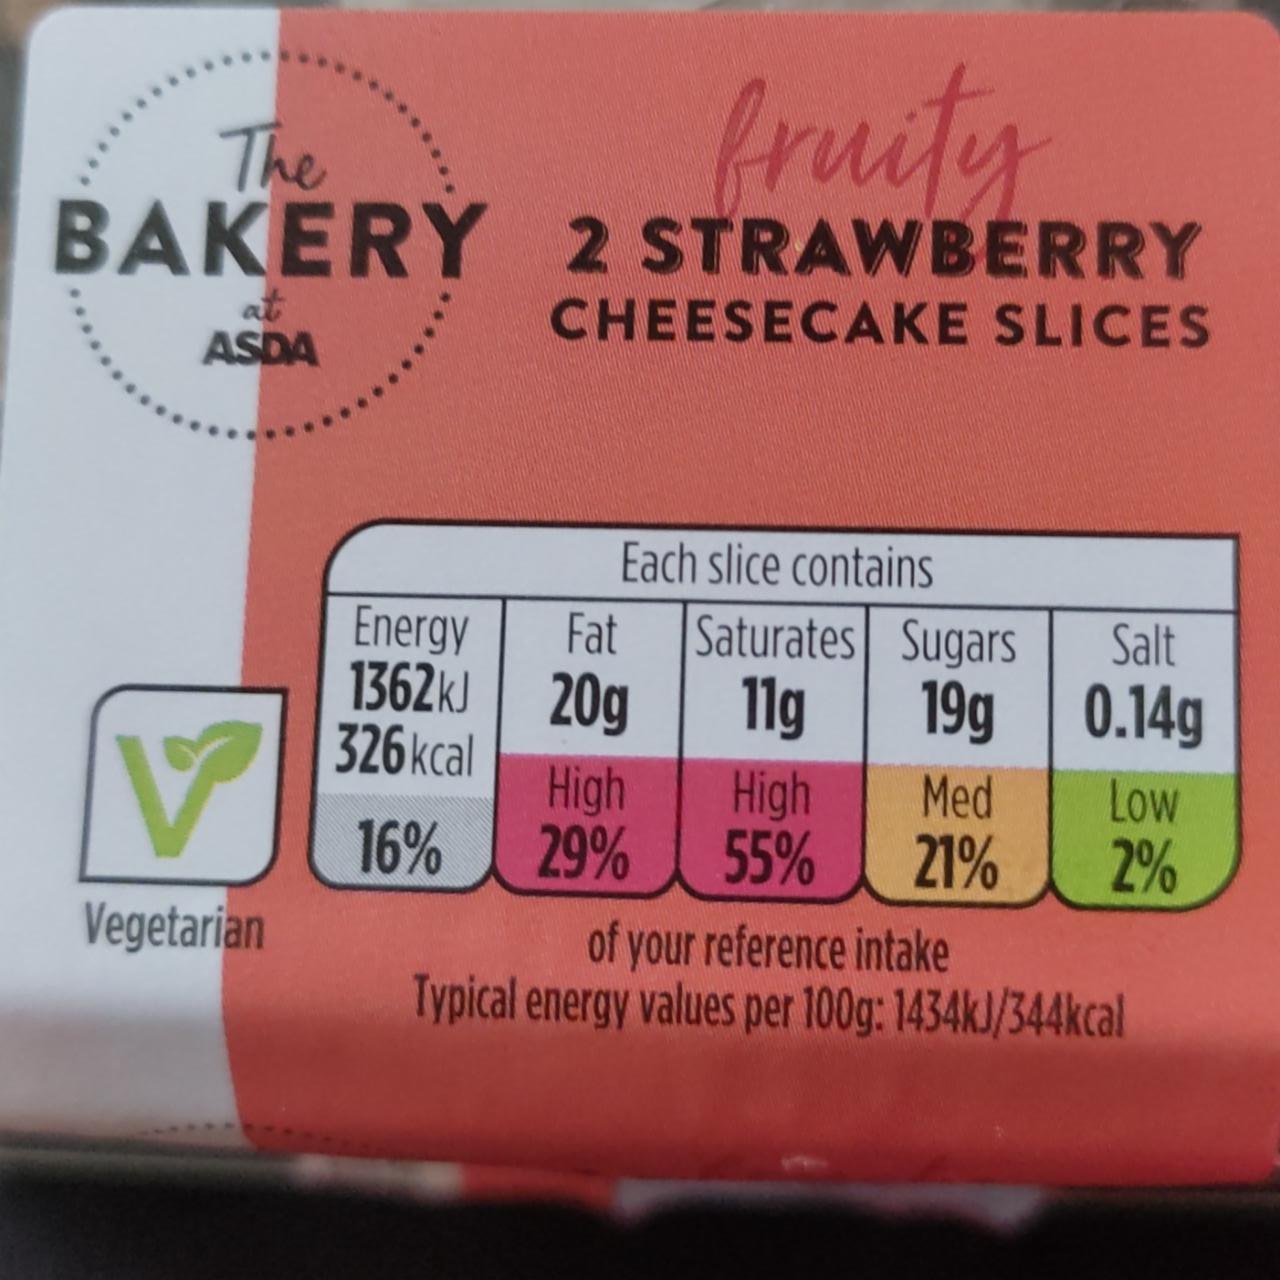 The
BAKERY
at
ASDA
fruity
2 STRAWBERRY
CHEESECAKE SLICES
Each slice contains
Energy
1362kJ
326kcal
16%
Fat
20g
High
29%
Saturates
11g
High
55%
Sugars
19g
Med
21%
Salt
0.14g
Low
2%
of your reference intake
Typical energy values per 100g: 1434kJ/344kcal
V
Vegetarian